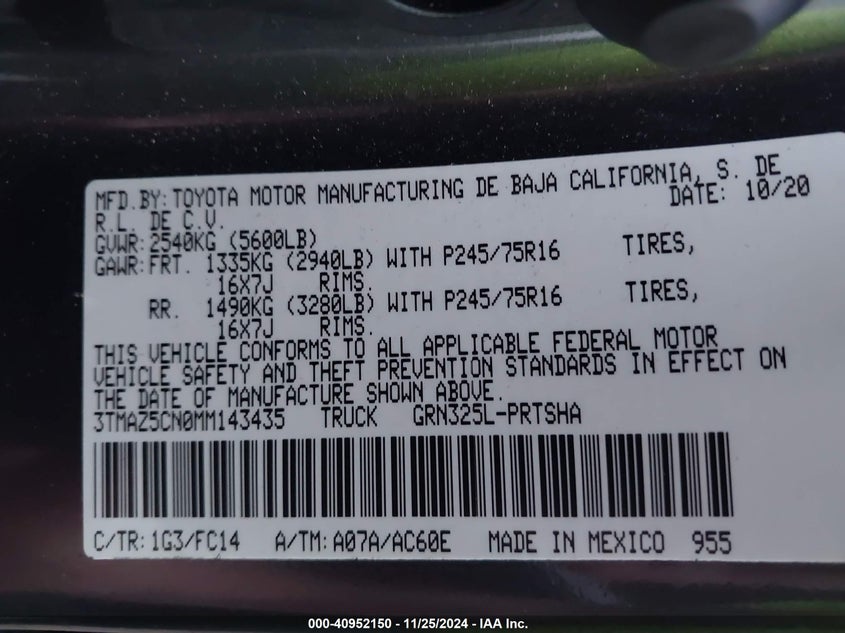 MFD.BY: TOYOTA MOTOR MANUFACTURING DE BAJA CALIFORNIA, S. DE
R.L. DE C.V. DATE: 10/20
GVWR: 2540KG (5600LB)
GAWR: FRT. 1335KG (2940LB) WITH P245/75R16 TIRES,
16X7J RIMS.
RR. 1490KG (3280LB) WITH P245/75R16 TIRES,
16X7J RIMS.
THIS VEHICLE CONFORMS TO ALL APPLICABLE FEDERAL MOTOR
VEHICLE SAFETY AND THEFT PREVENTION STANDARDS IN EFFECT ON
THE DATE OF MANUFACTURE SHOWN ABOVE.
3TMAZ5CN0MM143435 TRUCK GRN325L-PRTSHA
C/TR: 1G3/FC14 A/TM: A07A/AC60E MADE IN MEXICO 955
000-40952150 - 11/25/2024 - IAA Inc.